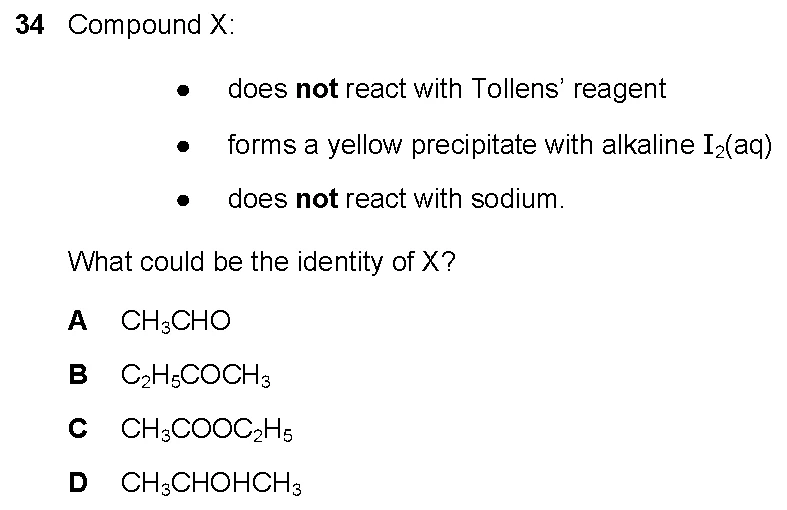 34 Compound X:
● does not react with Tollens’ reagent
● forms a yellow precipitate with alkaline I₂(aq)
● does not react with sodium.
What could be the identity of X?
A CH₃CHO
B C₂H₅COCH₃
C CH₃COOC₂H₅
D CH₃CHOHCH₃